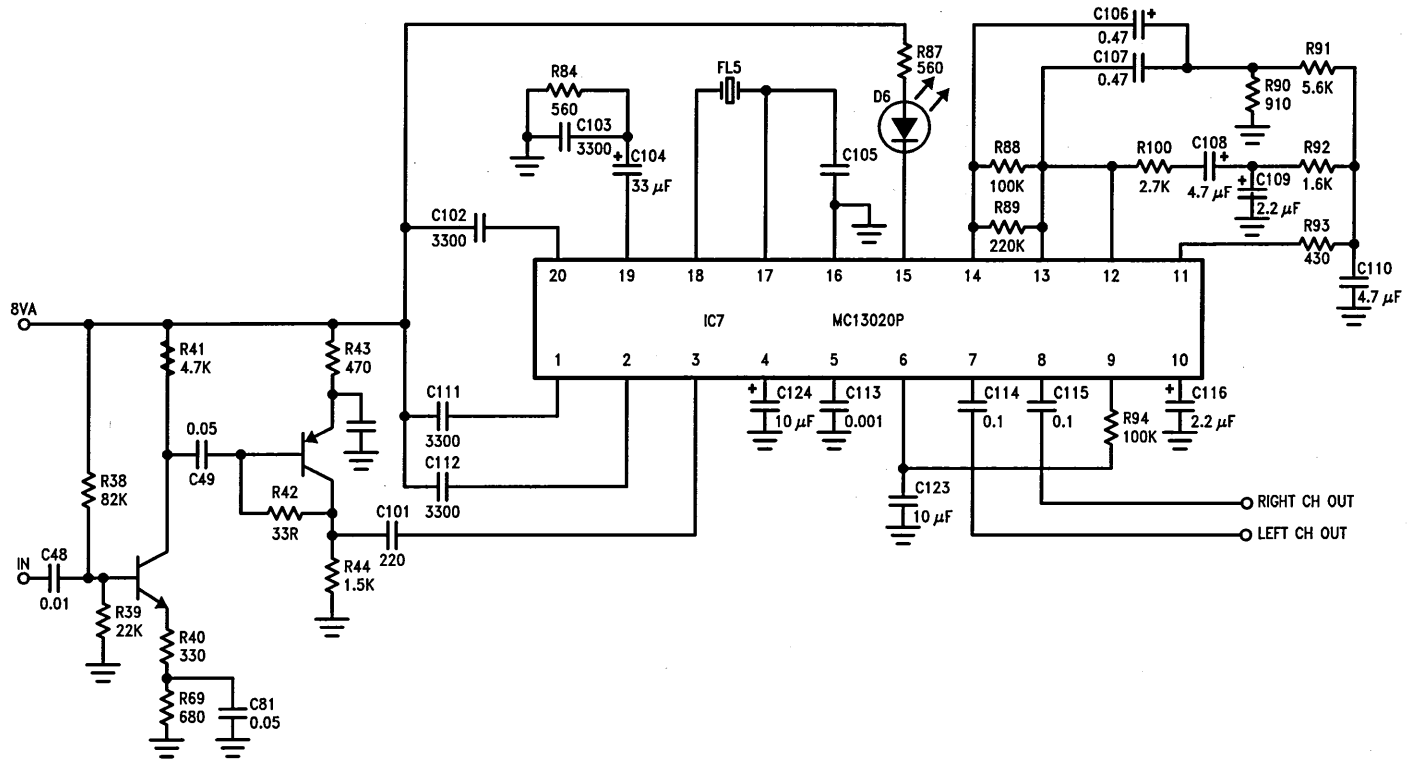 C106 +
0.47
C107
0.47
R91
5.6K
R90
910
R87
560
D6
FL5
R84
560
C103
3300
+ C104
33 µF
C105
R88
100K
R89
220K
R100
2.7K
C108
+
4.7 µF
+ C109
2.2 µF
R92
1.6K
R93
430
C110
4.7 µF
C102
3300
20 19 18 17 16 15 14 13 12 11
IC7 MC13020P
1 2 3 4 5 6 7 8 9 10
8VA
R41
4.7K
R43
470
C111
3300
C112
3300
+ C124
10 µF
C113
0.001
C114
0.1
C115
0.1
R94
100K
+ C116
2.2 µF
0.05
C49
R38
82K
R42
33R
C101
220
C123
10 µF
RIGHT CH OUT
LEFT CH OUT
IN
C48
0.01
R44
1.5K
R39
22K
R40
330
R69
680
C81
0.05